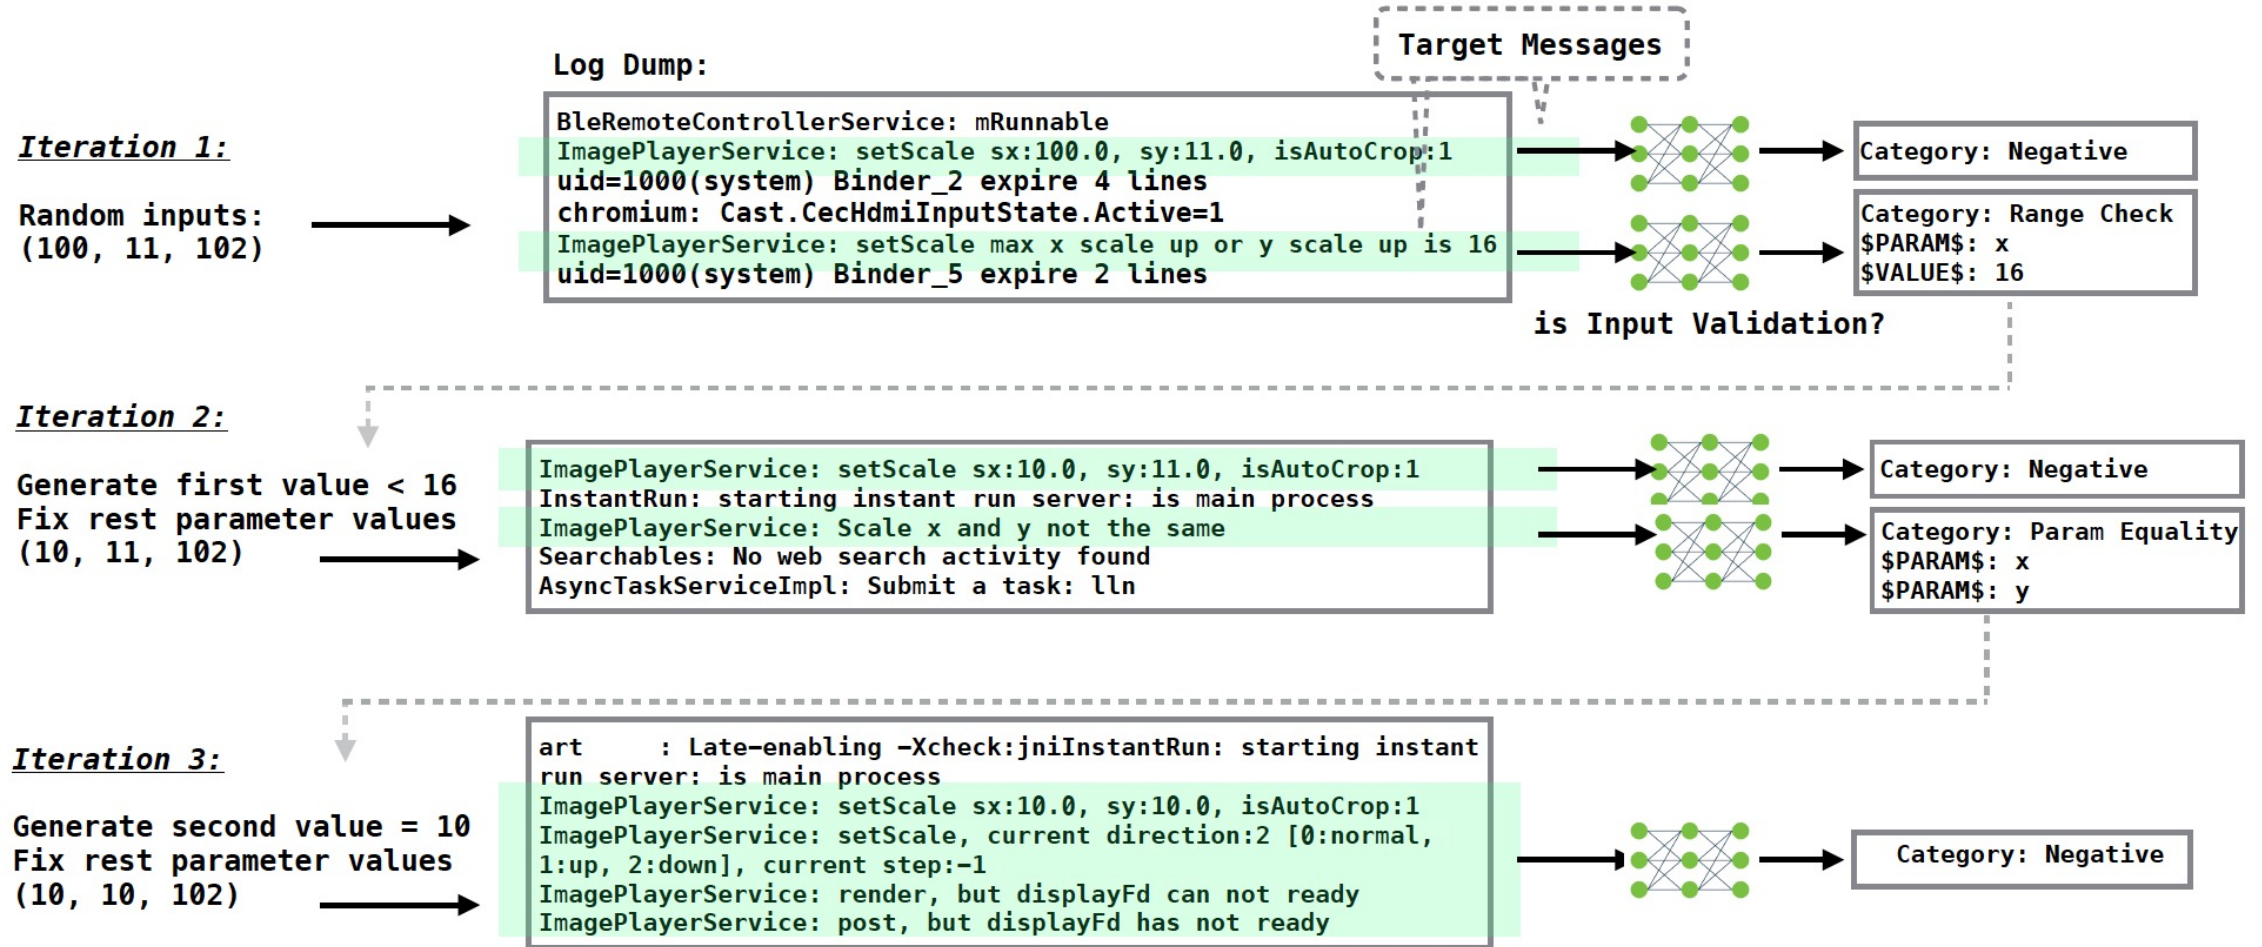 Target Messages
Log Dump:
Iteration 1:
Random inputs:
(100, 11, 102)
BleRemoteControllerService: mRunnable
ImagePlayerService: setScale sx:100.0, sy:11.0, isAutoCrop:1
uid=1000(system) Binder_2 expire 4 lines
chromium: Cast.CecHdmiInputState.Active=1
ImagePlayerService: setScale max x scale up or y scale up is 16
uid=1000(system) Binder_5 expire 2 lines
Category: Negative
Category: Range Check
$PARAM$: x
$VALUE$: 16
is Input Validation?
Iteration 2:
Generate first value < 16
Fix rest parameter values
(10, 11, 102)
ImagePlayerService: setScale sx:10.0, sy:11.0, isAutoCrop:1
InstantRun: starting instant run server: is main process
ImagePlayerService: Scale x and y not the same
Searchables: No web search activity found
AsyncTaskServiceImpl: Submit a task: lln
Category: Negative
Category: Param Equality
$PARAM$: x
$PARAM$: y
Iteration 3:
Generate second value = 10
Fix rest parameter values
(10, 10, 102)
art     : Late−enabling −Xcheck:jniInstantRun: starting instant
run server: is main process
ImagePlayerService: setScale sx:10.0, sy:10.0, isAutoCrop:1
ImagePlayerService: setScale, current direction:2 [0:normal,
1:up, 2:down], current step:−1
ImagePlayerService: render, but displayFd can not ready
ImagePlayerService: post, but displayFd has not ready
Category: Negative